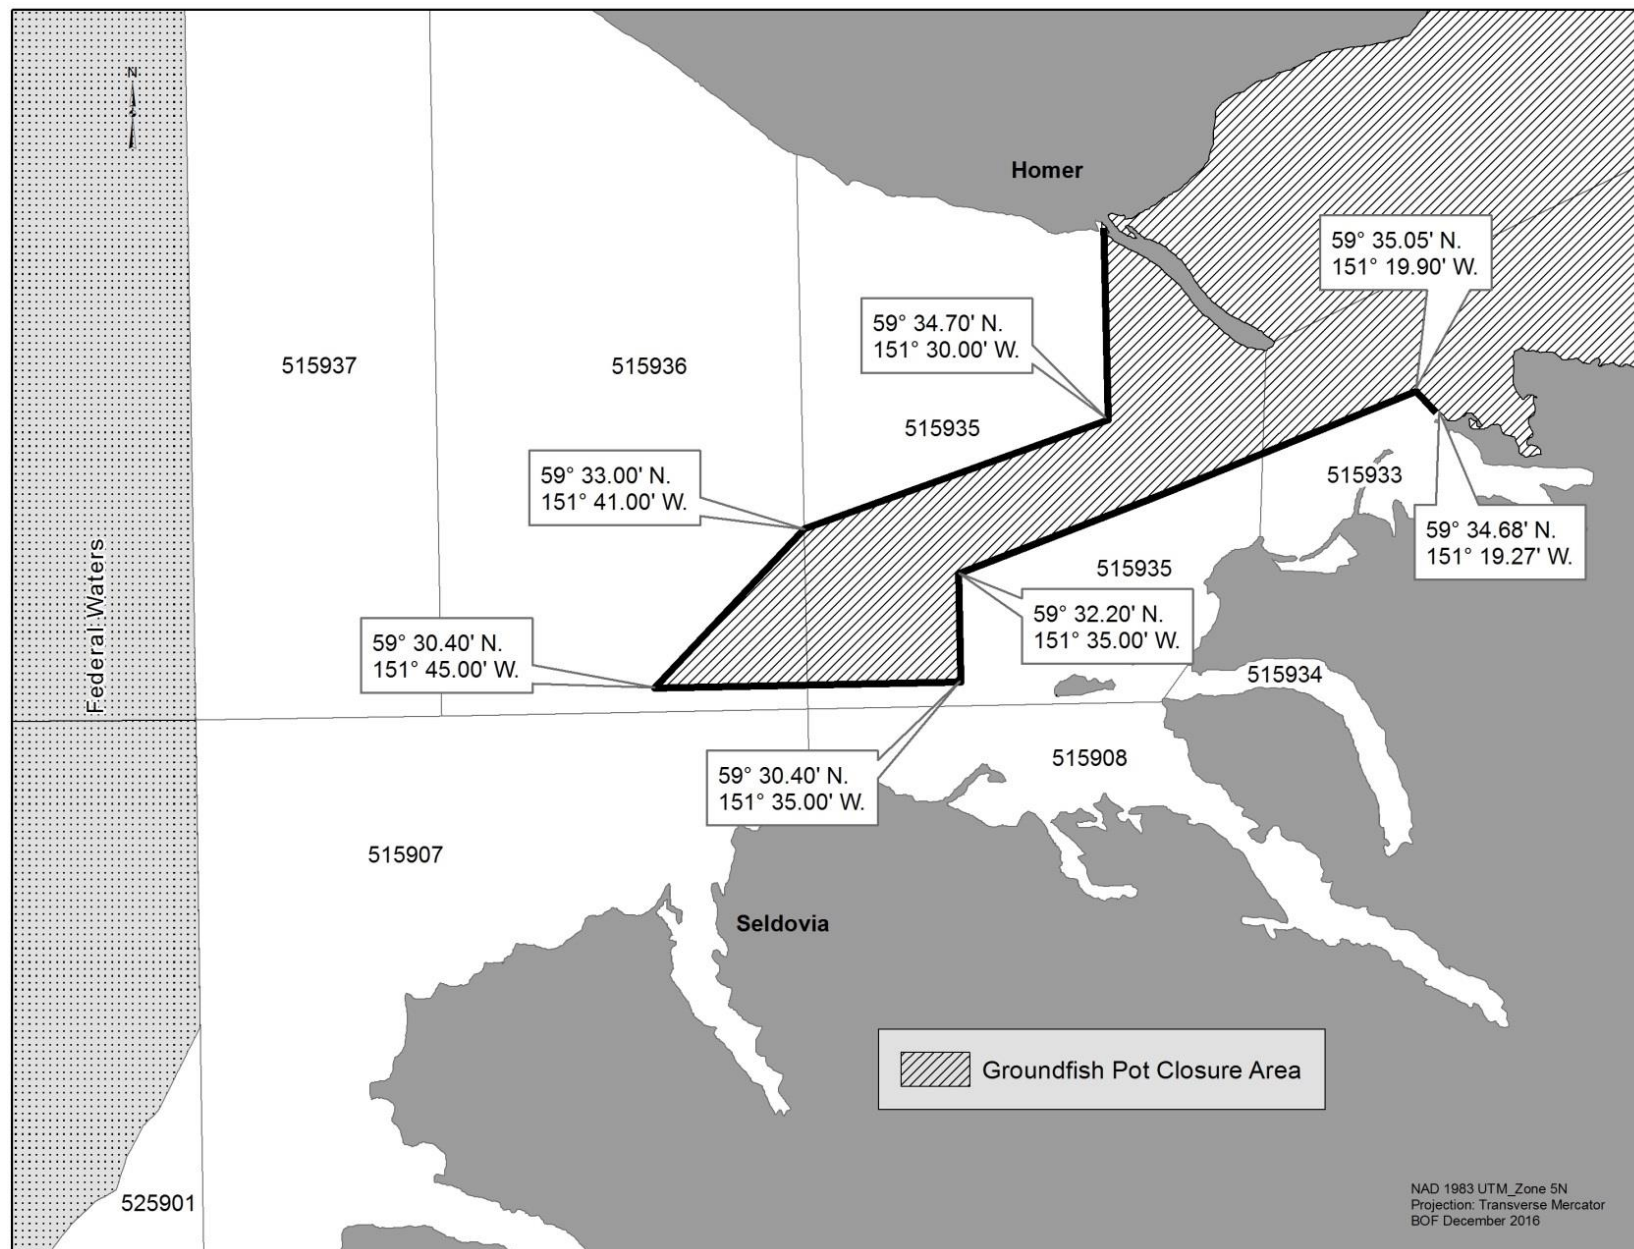 N
S
Homer
59° 35.05' N.
151° 19.90' W.
59° 34.70' N.
151° 30.00' W.
515937
515936
515935
59° 33.00' N.
151° 41.00' W.
515933
59° 34.68' N.
151° 19.27' W.
Federal Waters
515935
59° 32.20' N.
151° 35.00' W.
59° 30.40' N.
151° 45.00' W.
515934
59° 30.40' N.
151° 35.00' W.
515908
515907
Seldovia
Groundfish Pot Closure Area
525901
NAD 1983 UTM_Zone 5N
Projection: Transverse Mercator
BOF December 2016